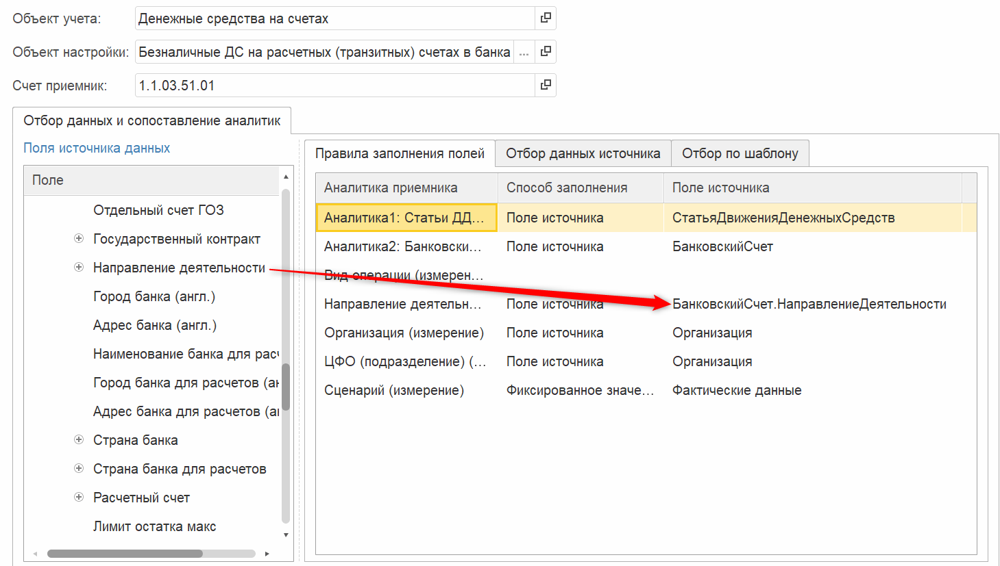 Объект учета: Денежные средства на счетах
Объект настройки: Безналичные ДС на расчетных (транзитных) счетах в банка ...
Счет приемник: 1.1.03.51.01
Отбор данных и сопоставление аналитик
Поля источника данных
Поле
Отдельный счет ГОЗ
Государственный контракт
Направление деятельности
Город банка (англ.)
Адрес банка (англ.)
Наименование банка для рас
Город банка для расчетов (а
Адрес банка для расчетов (а
Страна банка
Страна банка для расчетов
Расчетный счет
Лимит остатка макс
Правила заполнения полей Отбор данных источника Отбор по шаблону
Аналитика приемника Способ заполнения Поле источника
Аналитика1: Статьи ДД... Поле источника СтатьяДвиженияДенежныхСредств
Аналитика2: Банковски... Поле источника БанковскийСчет
Вид операции (измерен...
Направление деятельн... Поле источника БанковскийСчет.НаправлениеДеятельности
Организация (измерение) Поле источника Организация
ЦФО (подразделение) (... Поле источника Организация
Сценарий (измерение) Фиксированное значе... Фактические данные